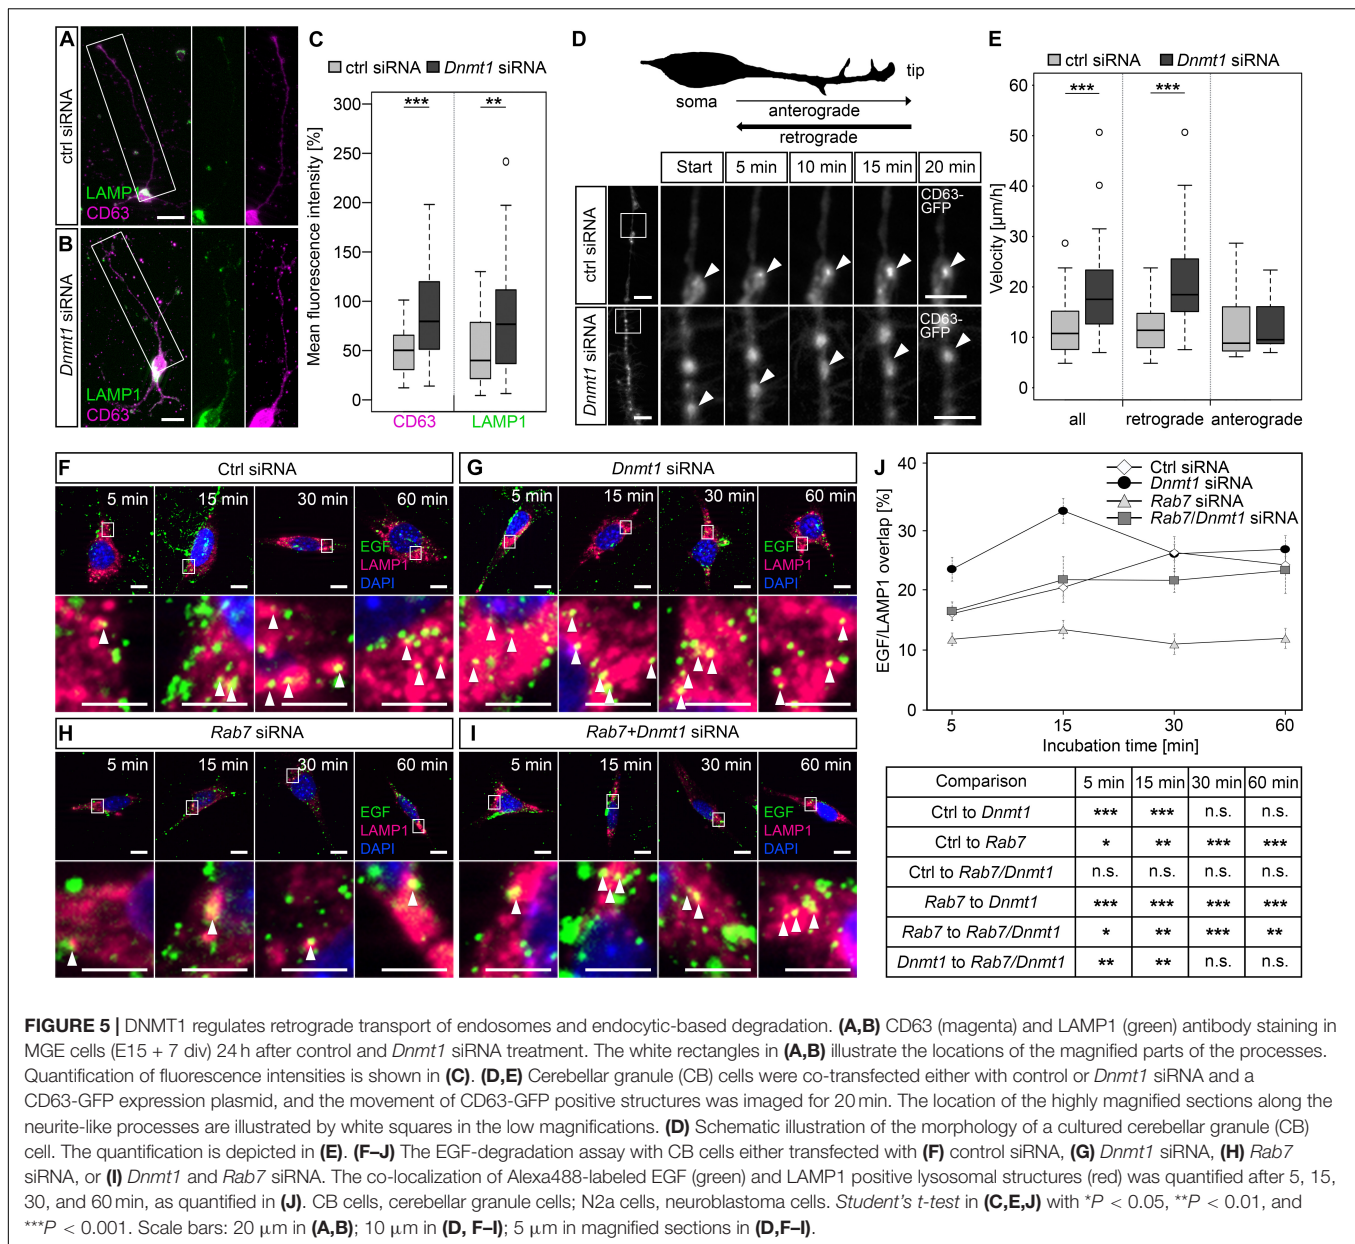 A
ctrl siRNA
LAMP1
CD63
B
Dnmt1 siRNA
LAMP1
CD63
C
ctrl siRNA Dnmt1 siRNA
Mean fluorescence intensity [%]
300
250
200
150
100
50
0
*** **
CD63 LAMP1
D
soma
tip
anterograde
retrograde
Start 5 min 10 min 15 min 20 min
ctrl siRNA
CD63-
GFP
Dnmt1 siRNA
CD63-
GFP
E
ctrl siRNA Dnmt1 siRNA
Velocity [µm/h]
60
50
40
30
20
10
0
*** ***
all retrograde anterograde
F Ctrl siRNA
5 min 15 min 30 min 60 min
EGF
LAMP1
DAPI
G Dnmt1 siRNA
5 min 15 min 30 min 60 min
EGF
LAMP1
DAPI
H Rab7 siRNA
5 min 15 min 30 min 60 min
EGF
LAMP1
DAPI
I Rab7+Dnmt1 siRNA
5 min 15 min 30 min 60 min
EGF
LAMP1
DAPI
J
EGF/LAMP1 overlap [%]
40
30
20
10
0
Ctrl siRNA
Dnmt1 siRNA
Rab7 siRNA
Rab7/Dnmt1 siRNA
5 15 30 60
Incubation time [min]
Comparison 5 min 15 min 30 min 60 min
Ctrl to Dnmt1 *** *** n.s. n.s.
Ctrl to Rab7 * ** *** ***
Ctrl to Rab7/Dnmt1 n.s. n.s. n.s. n.s.
Rab7 to Dnmt1 *** *** *** ***
Rab7 to Rab7/Dnmt1 * ** *** **
Dnmt1 to Rab7/Dnmt1 ** ** n.s. n.s.
FIGURE 5 | DNMT1 regulates retrograde transport of endosomes and endocytic-based degradation. (A,B) CD63 (magenta) and LAMP1 (green) antibody staining in
MGE cells (E15 + 7 div) 24 h after control and Dnmt1 siRNA treatment. The white rectangles in (A,B) illustrate the locations of the magnified parts of the processes.
Quantification of fluorescence intensities is shown in (C). (D,E) Cerebellar granule (CB) cells were co-transfected either with control or Dnmt1 siRNA and a
CD63-GFP expression plasmid, and the movement of CD63-GFP positive structures was imaged for 20 min. The location of the highly magnified sections along the
neurite-like processes are illustrated by white squares in the low magnifications. (D) Schematic illustration of the morphology of a cultured cerebellar granule (CB)
cell. The quantification is depicted in (E). (F–J) The EGF-degradation assay with CB cells either transfected with (F) control siRNA, (G) Dnmt1 siRNA, (H) Rab7
siRNA, or (I) Dnmt1 and Rab7 siRNA. The co-localization of Alexa488-labeled EGF (green) and LAMP1 positive lysosomal structures (red) was quantified after 5, 15,
30, and 60 min, as quantified in (J). CB cells, cerebellar granule cells; N2a cells, neuroblastoma cells. Student's t-test in (C,E,J) with *P < 0.05, **P < 0.01, and
***P < 0.001. Scale bars: 20 µm in (A,B); 10 µm in (D, F–I); 5 µm in magnified sections in (D,F–I).